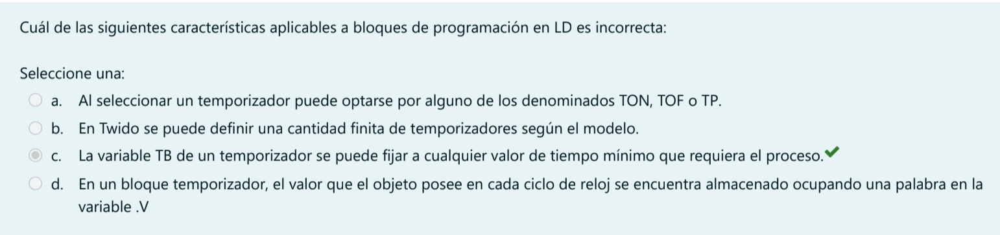 Cuál de las siguientes características aplicables a bloques de programación en LD es incorrecta:
Seleccione una:
a. Al seleccionar un temporizador puede optarse por alguno de los denominados TON, TOF o TP.
b. En Twido se puede definir una cantidad finita de temporizadores según el modelo.
c. La variable TB de un temporizador se puede fijar a cualquier valor de tiempo mínimo que requiera el proceso.
d. En un bloque temporizador, el valor que el objeto posee en cada ciclo de reloj se encuentra almacenado ocupando una palabra en la
variable .V